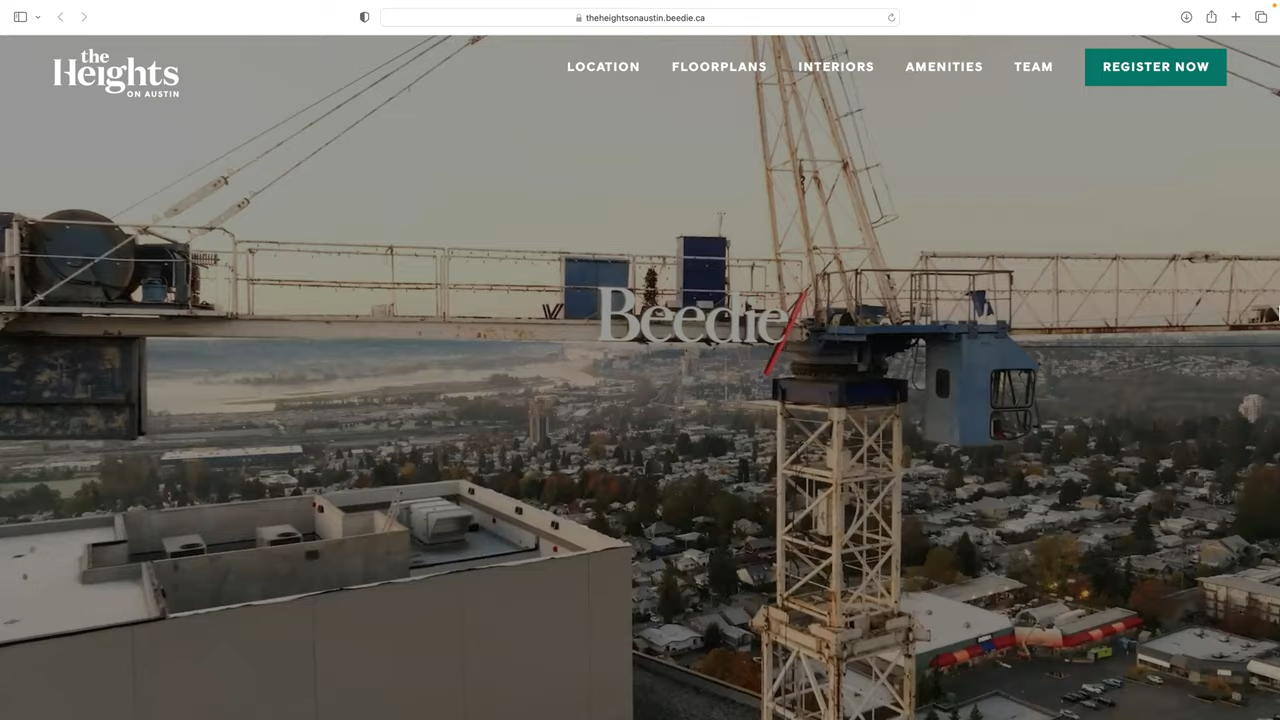 theheightsonaustin.beedie.ca
the
Heights
ON AUSTIN
LOCATION
FLOORPLANS
INTERIORS
AMENITIES
TEAM
REGISTER NOW
Beedie